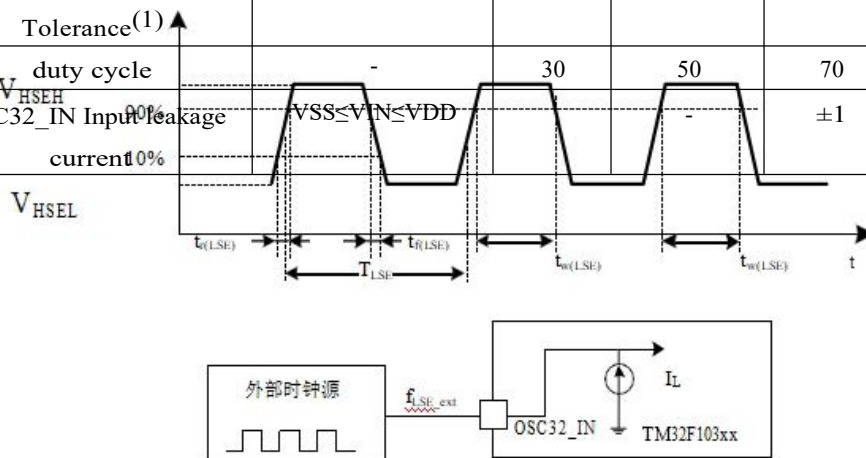 Tolerance(1)
duty cycle - 30 50 70
VHSEH
90%
C32_IN Input leakage current VSS≤VIN≤VDD - ±1
10%
VHSEL
tr(LSE) tf(LSE) tw(LSE) tw(LSE) t
TLSE
外部时钟源
fLSE_ext
OSC32_IN
IL
TM32F103xx